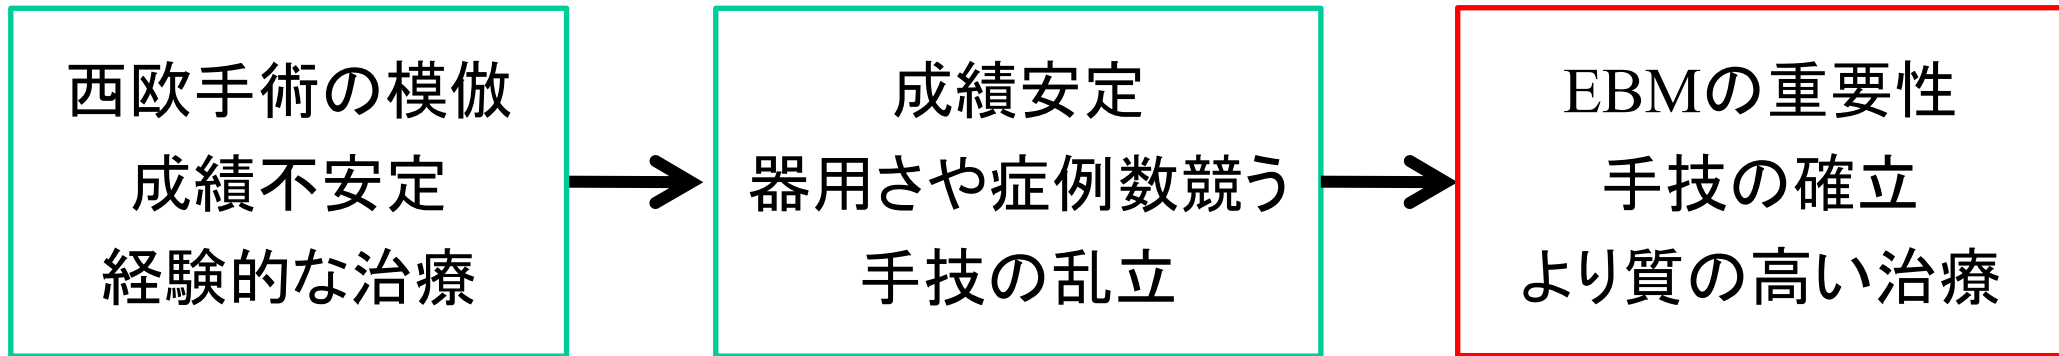 西欧手術の模倣
成績不安定
経験的な治療
成績安定
器用さや症例数競う
手技の乱立
EBMの重要性
手技の確立
より質の高い治療